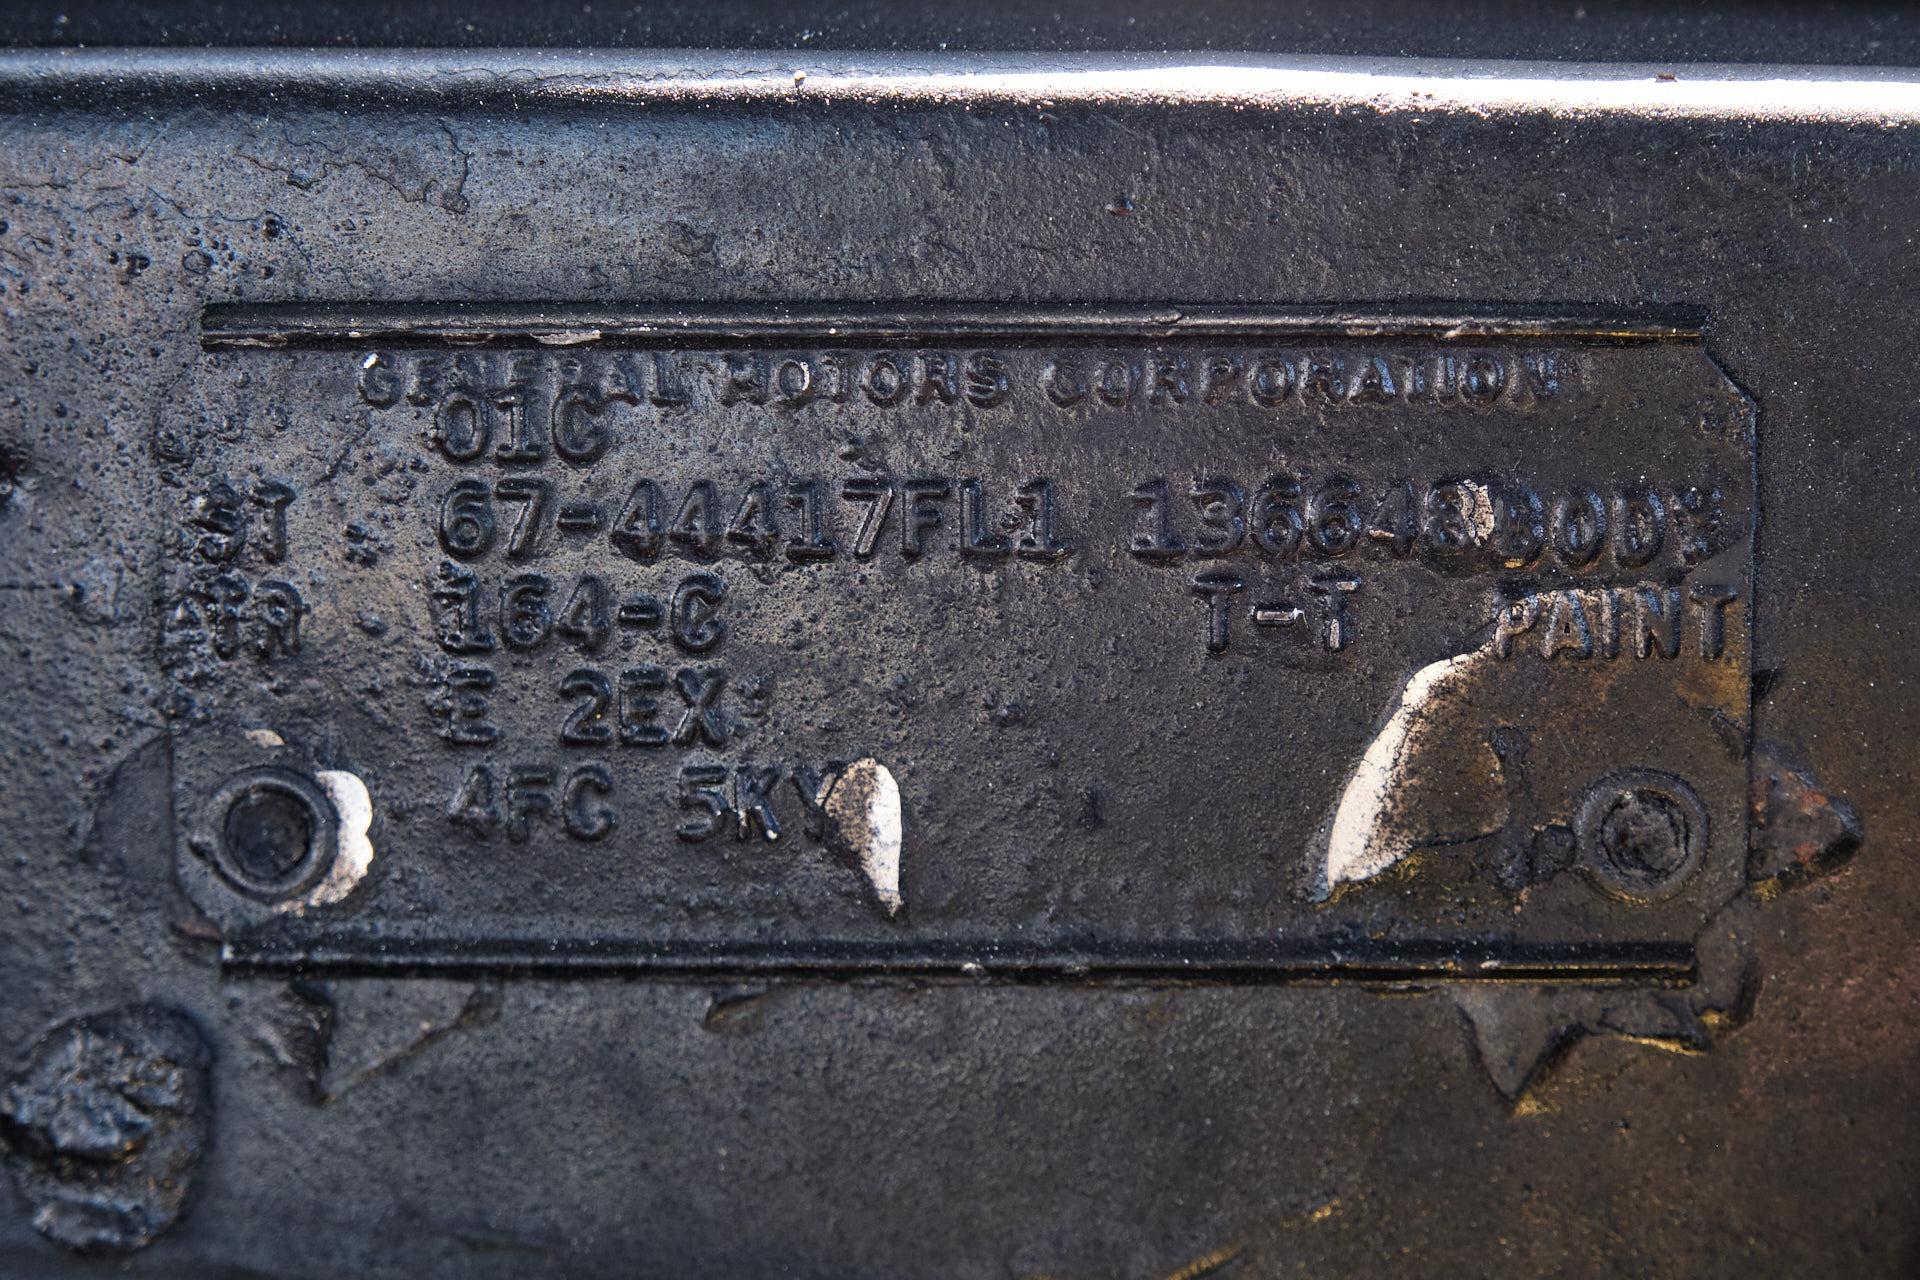 GENERAL MOTORS CORPORATION
01C
ST 67-44417FL1 136648 BODY
TR 164-C T-T PAINT
E 2EX
4FC 5KY